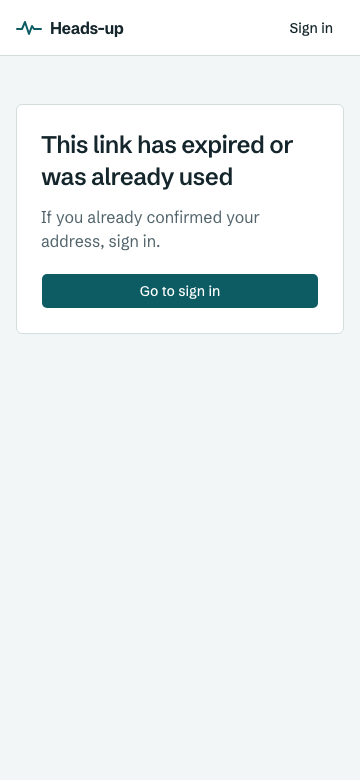 Heads-up
Sign in
This link has expired or
was already used
If you already confirmed your
address, sign in.
Go to sign in